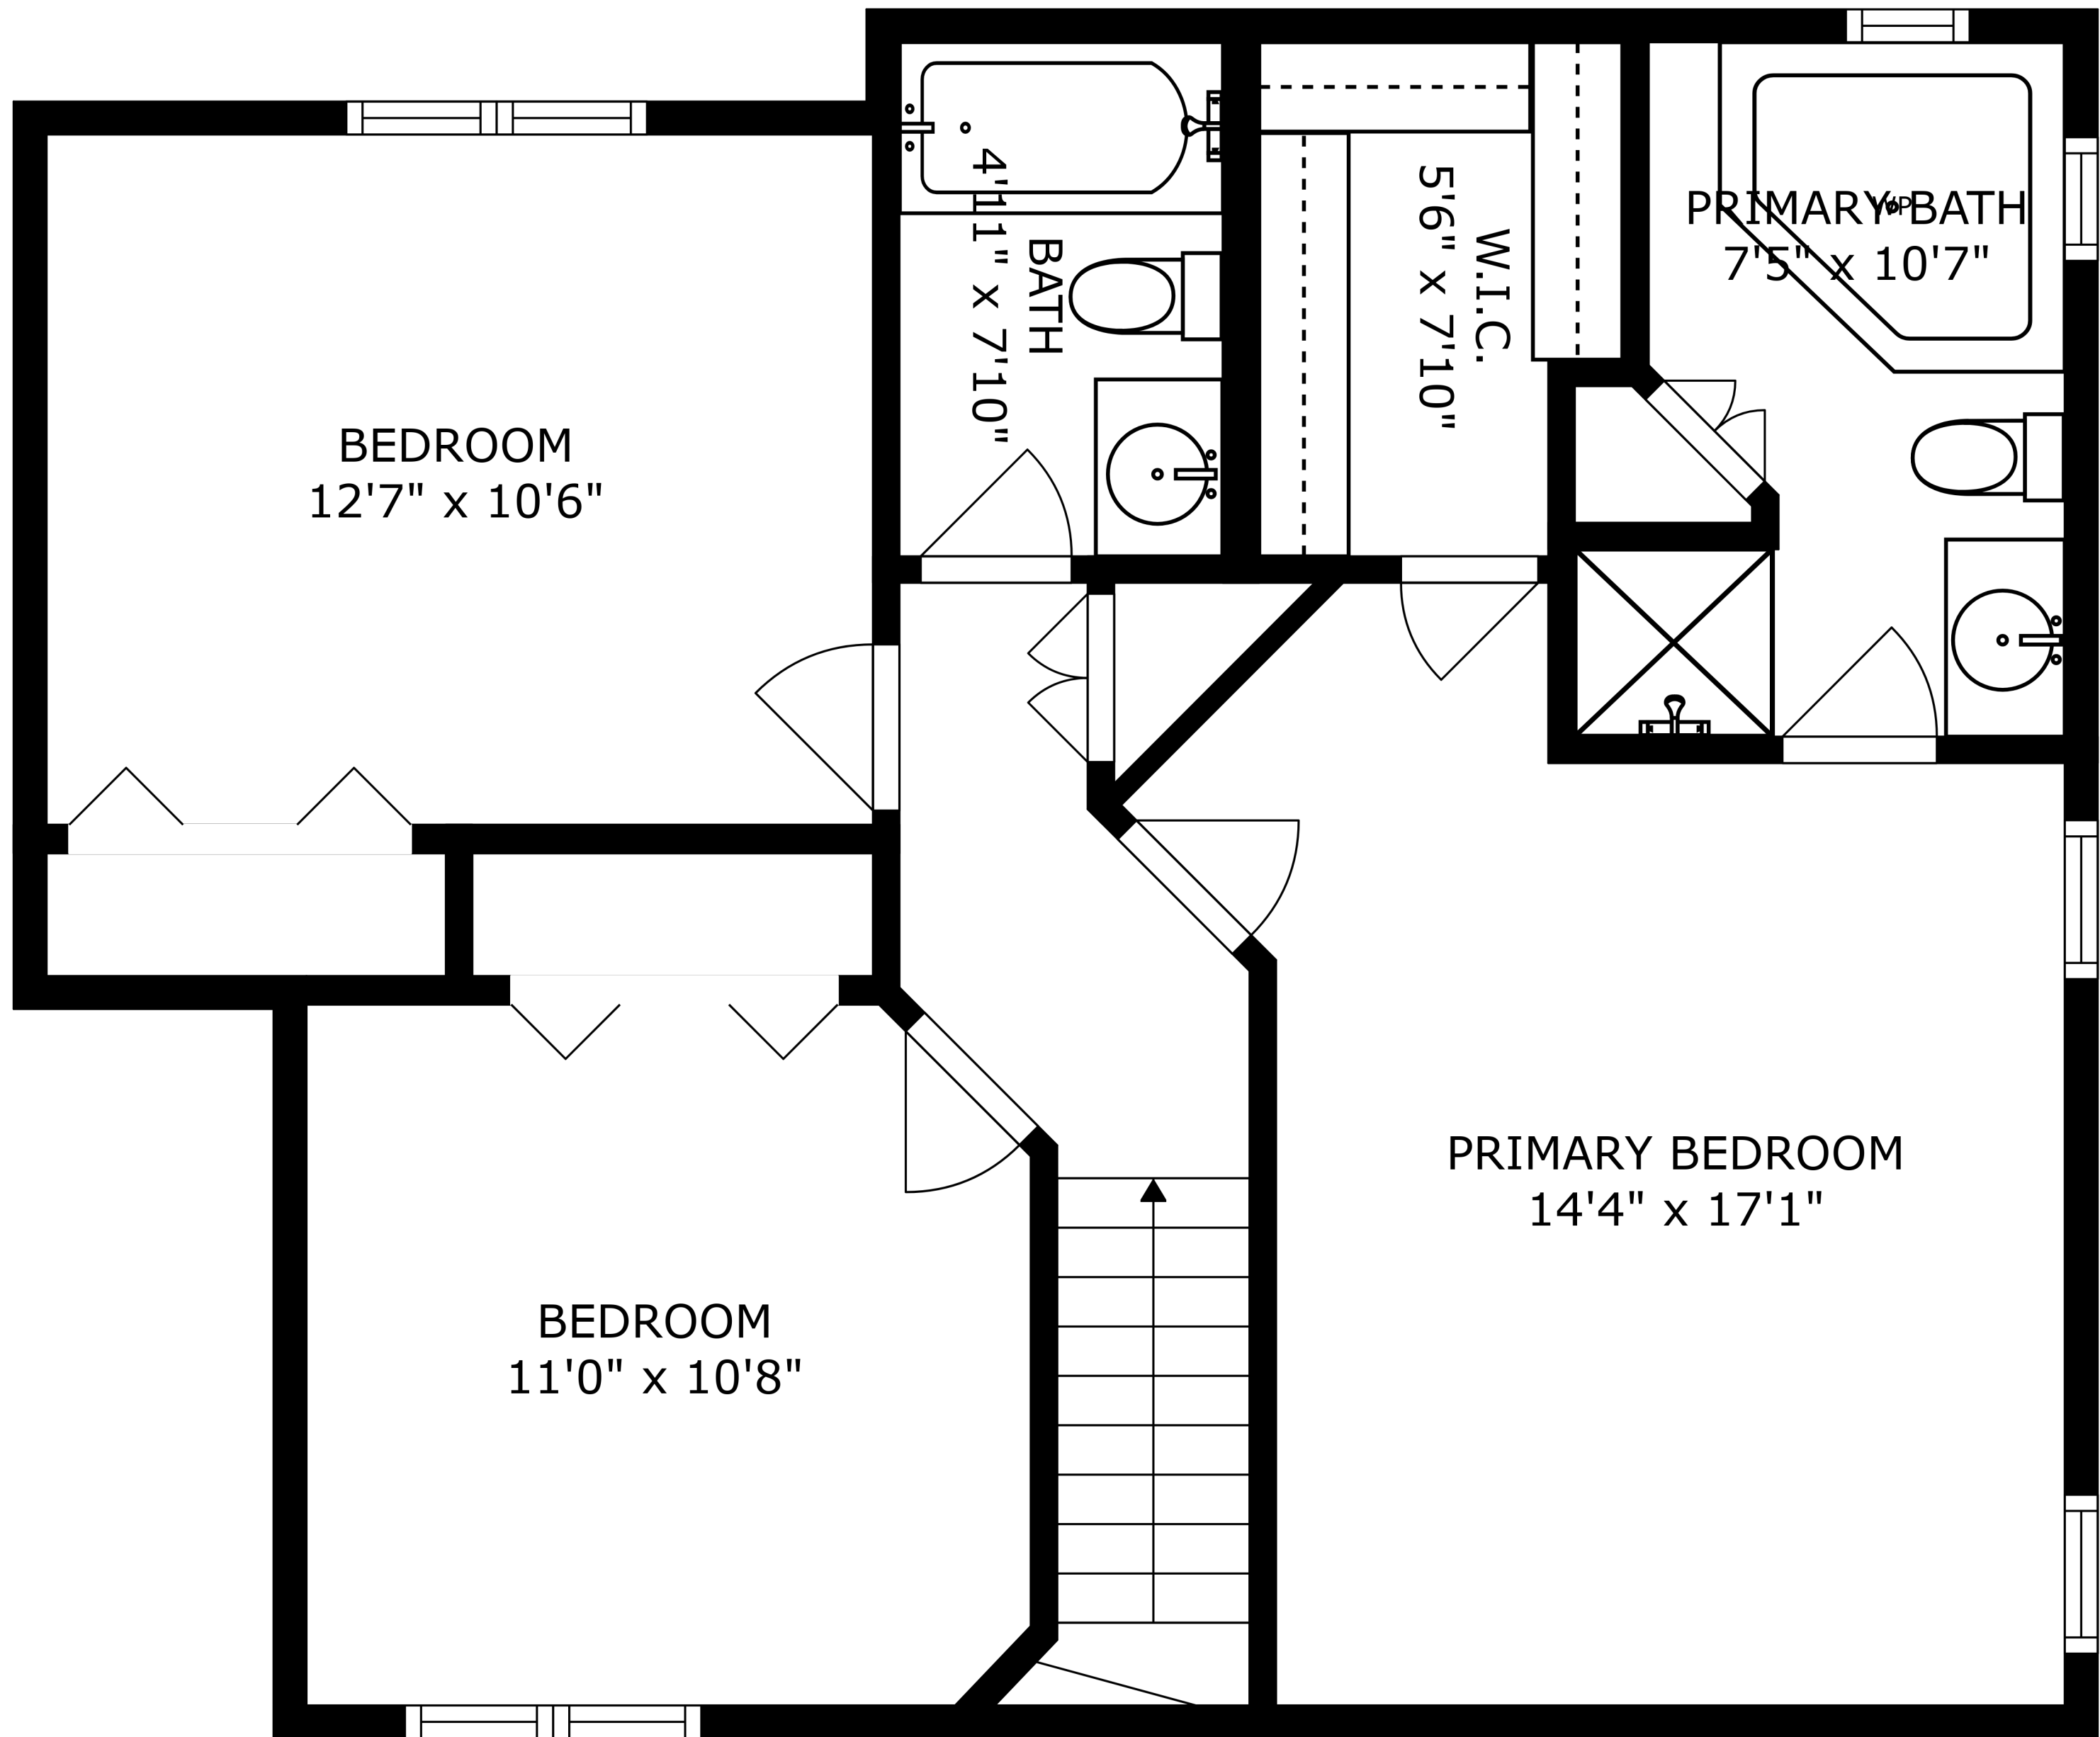 BATH
4'11" x 7'10"
W.I.C.
5'6" x 7'10"
PRIMARY BATH
7'5" x 10'7"
WP
BEDROOM
12'7" x 10'6"
PRIMARY BEDROOM
14'4" x 17'1"
BEDROOM
11'0" x 10'8"